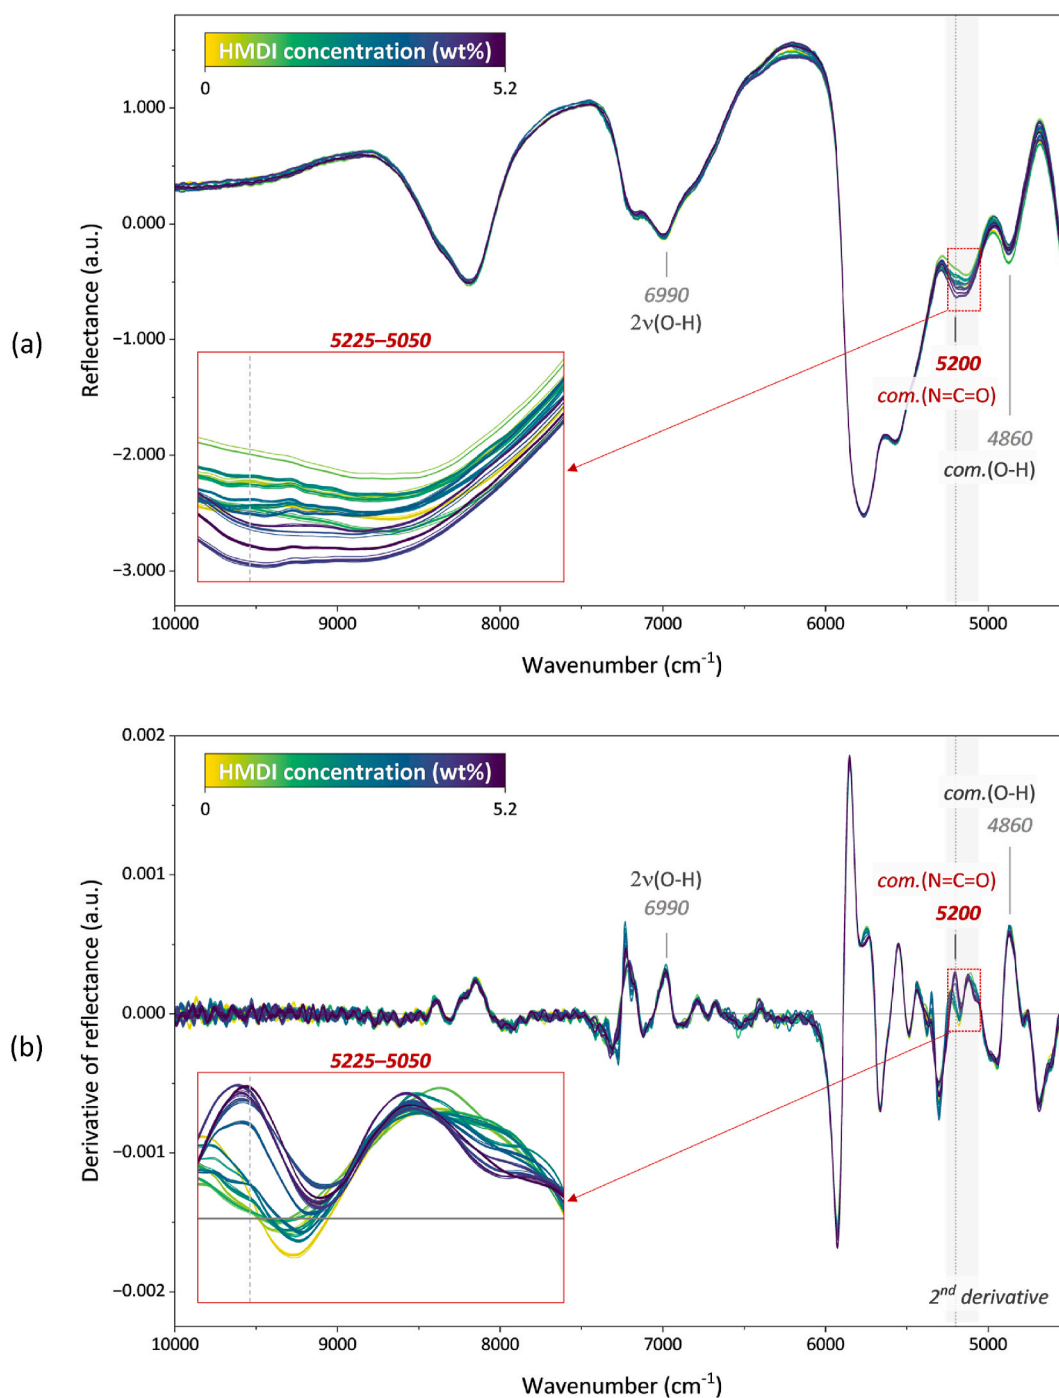 (a)
HMDI concentration (wt%)
0
5.2
1.000
0.000
−1.000
−2.000
−3.000
Reflectance (a.u.)
6990
2ν(O-H)
5225–5050
5200
com.(N=C=O)
4860
com.(O-H)
10000
9000
8000
7000
6000
5000
Wavenumber (cm⁻¹)
(b)
HMDI concentration (wt%)
0
5.2
0.002
0.001
0.000
−0.001
−0.002
Derivative of reflectance (a.u.)
2ν(O-H)
6990
com.(O-H)
4860
com.(N=C=O)
5200
5225–5050
2ⁿᵈ derivative
10000
9000
8000
7000
6000
5000
Wavenumber (cm⁻¹)